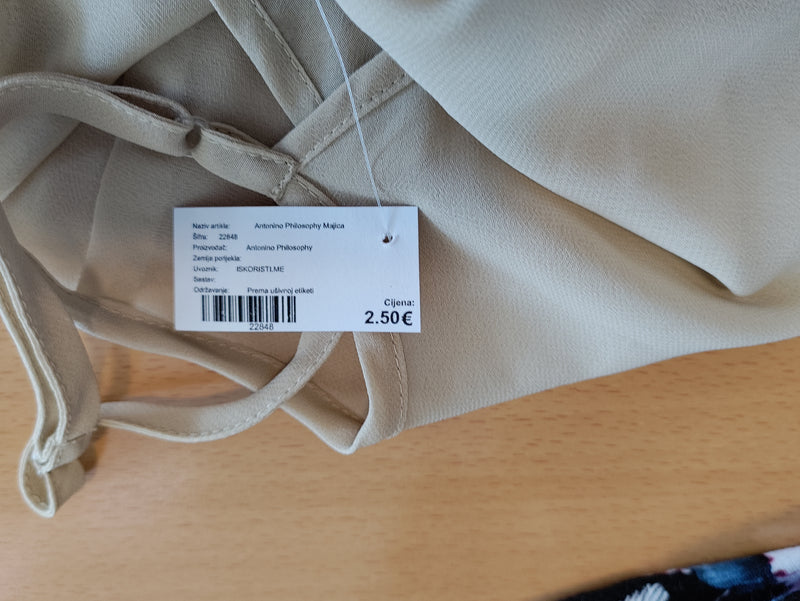 Naziv artikla: Antonino Philosophy Majica
Šifra: 22848
Proizvođač: Antonino Philosophy
Zemlja porijekla:
Uvoznik: ISKORISTI.ME
Sastav:
Održavanje: Prema ušivnoj etiketi
22848
Cijena:
2.50€